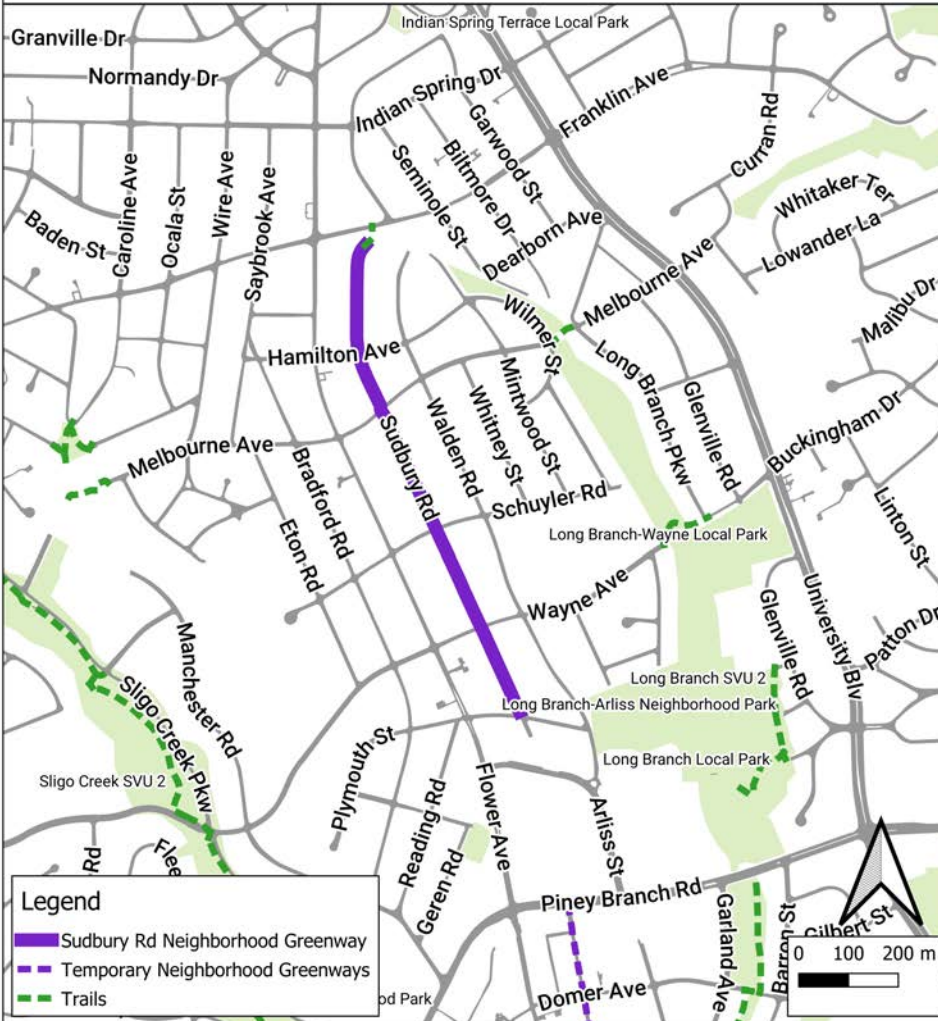 Indian Spring Terrace Local Park
Granville Dr
Normandy Dr
Indian Spring Dr
Franklin Ave
Garwood St
Biltmore Dr
Seminole St
Curran Rd
Whitaker Ter
Lowander La
Malibu Dr
Baden St
Caroline Ave
Ocala St
Wire Ave
Saybrook Ave
Dearborn Ave
Melbourne Ave
Wilmer St
Hamilton Ave
Long Branch Pkw
Glenville Rd
Buckingham Dr
Mintwood St
Whitney St
Walden Rd
Sudbury Rd
Melbourne Ave
Bradford Rd
Eton Rd
Schuyler Rd
Long Branch-Wayne Local Park
Linton St
Wayne Ave
University Blv
Glenville Rd
Patton Dr
Manchester Rd
Long Branch SVU 2
Long Branch-Arliss Neighborhood Park
Sligo Creek Pkw
Sligo Creek SVU 2
Long Branch Local Park
Plymouth St
Reading Rd
Geren Rd
Flower Ave
Arliss St
Rd
Flee
Piney Branch Rd
Garland Ave
Barron St
Gilbert St
Domer Ave
od Park
Legend
Sudbury Rd Neighborhood Greenway
Temporary Neighborhood Greenways
Trails
0 100 200 m